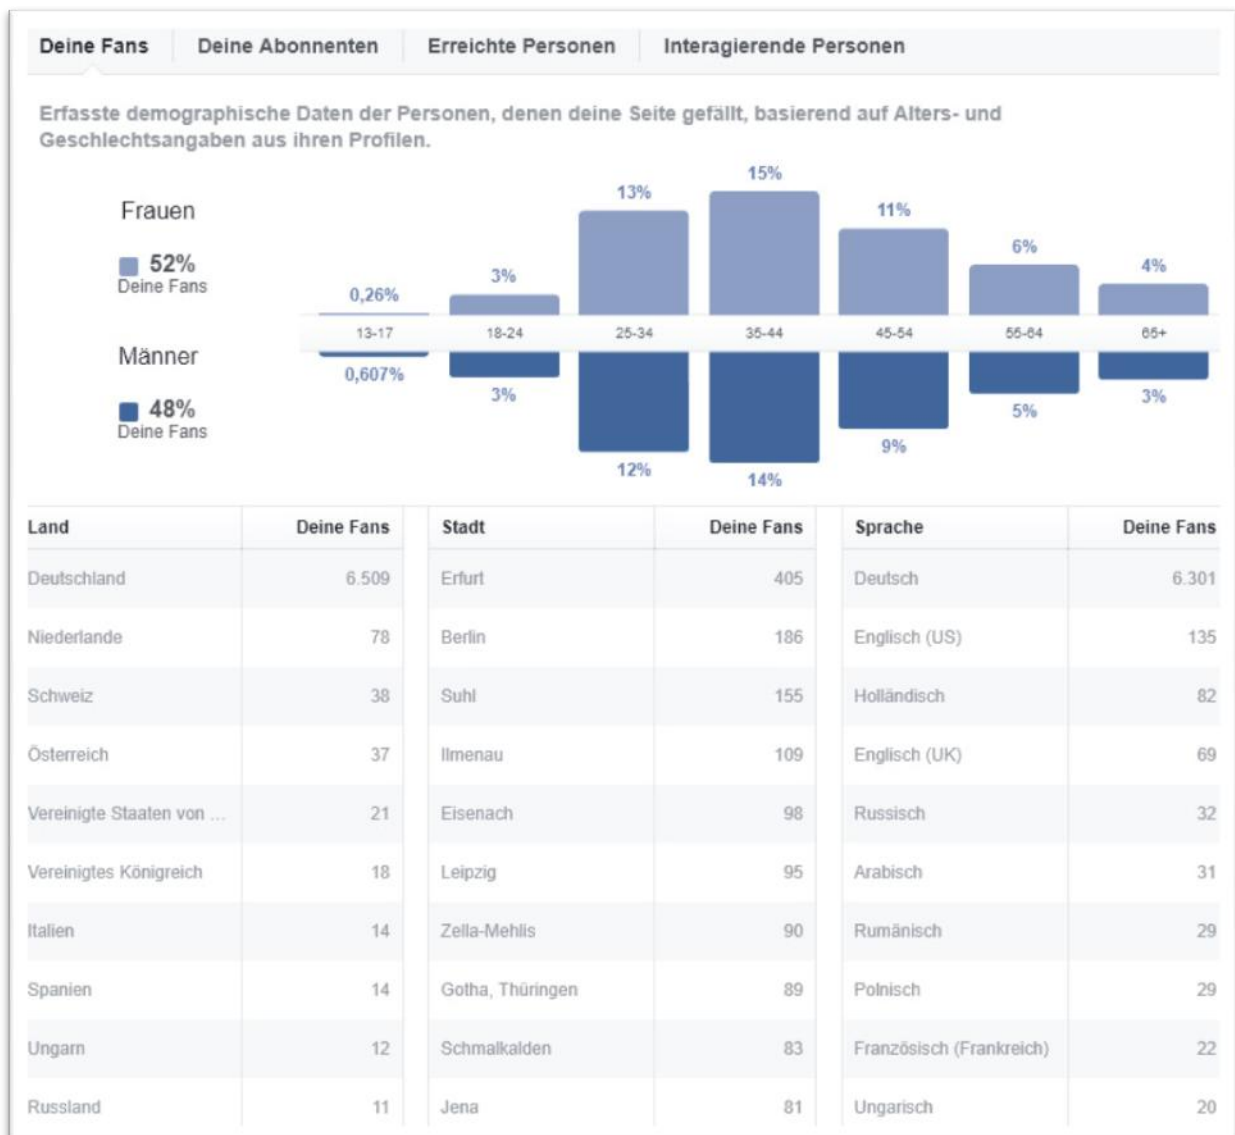 Deine Fans Deine Abonnenten Erreichte Personen Interagierende Personen
Erfasste demographische Daten der Personen, denen deine Seite gefällt, basierend auf Alters- und
Geschlechtsangaben aus ihren Profilen.
Frauen
52%
Deine Fans
Männer
48%
Deine Fans
0,26% 3% 13% 15% 11% 6% 4%
13-17 18-24 25-34 35-44 45-54 55-64 65+
0,607% 3% 12% 14% 9% 5% 3%
Land Deine Fans Stadt Deine Fans Sprache Deine Fans
Deutschland 6.509 Erfurt 405 Deutsch 6.301
Niederlande 78 Berlin 186 Englisch (US) 135
Schweiz 38 Suhl 155 Holländisch 82
Österreich 37 Ilmenau 109 Englisch (UK) 69
Vereinigte Staaten von ... 21 Eisenach 98 Russisch 32
Vereinigtes Königreich 18 Leipzig 95 Arabisch 31
Italien 14 Zella-Mehlis 90 Rumänisch 29
Spanien 14 Gotha, Thüringen 89 Polnisch 29
Ungarn 12 Schmalkalden 83 Französisch (Frankreich) 22
Russland 11 Jena 81 Ungarisch 20